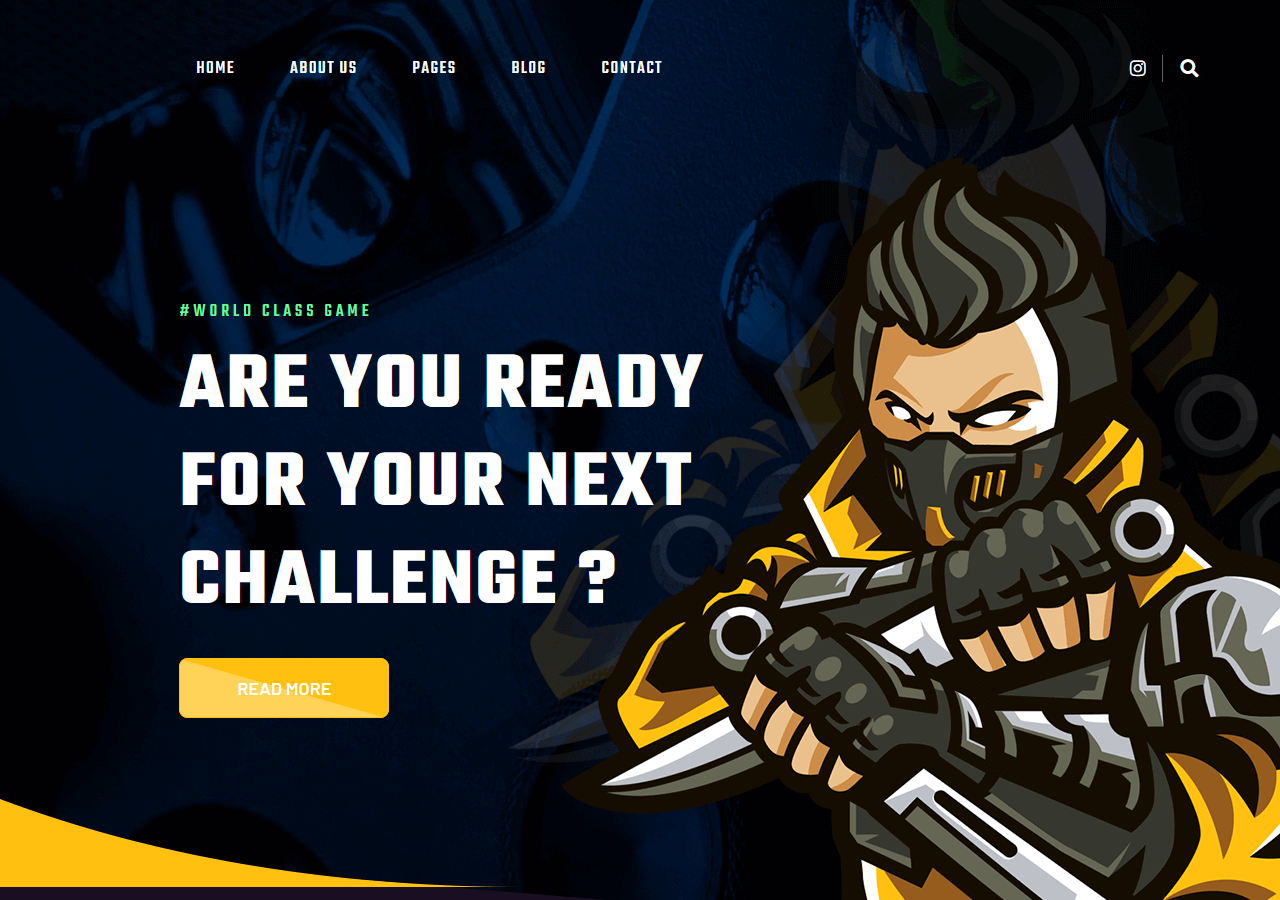 HOME ABOUT US PAGES BLOG CONTACT
#WORLD CLASS GAME
ARE YOU READY
FOR YOUR NEXT
CHALLENGE ?
READ MORE